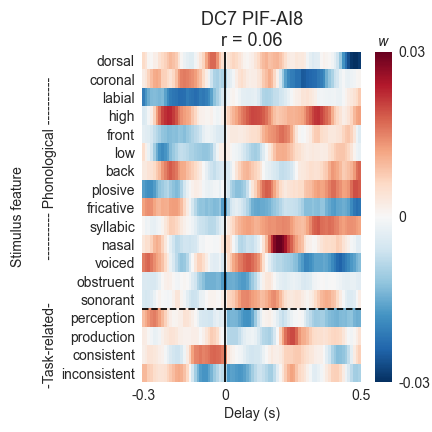 DC7 PIF-AI8
r = 0.06
w
dorsal
coronal
labial
high
front
low
back
plosive
fricative
syllabic
nasal
voiced
obstruent
sonorant
perception
production
consistent
inconsistent
Stimulus feature
-Task-related- ---------- Phonological ----------
0.03
0
-0.03
-0.3 0 0.5
Delay (s)